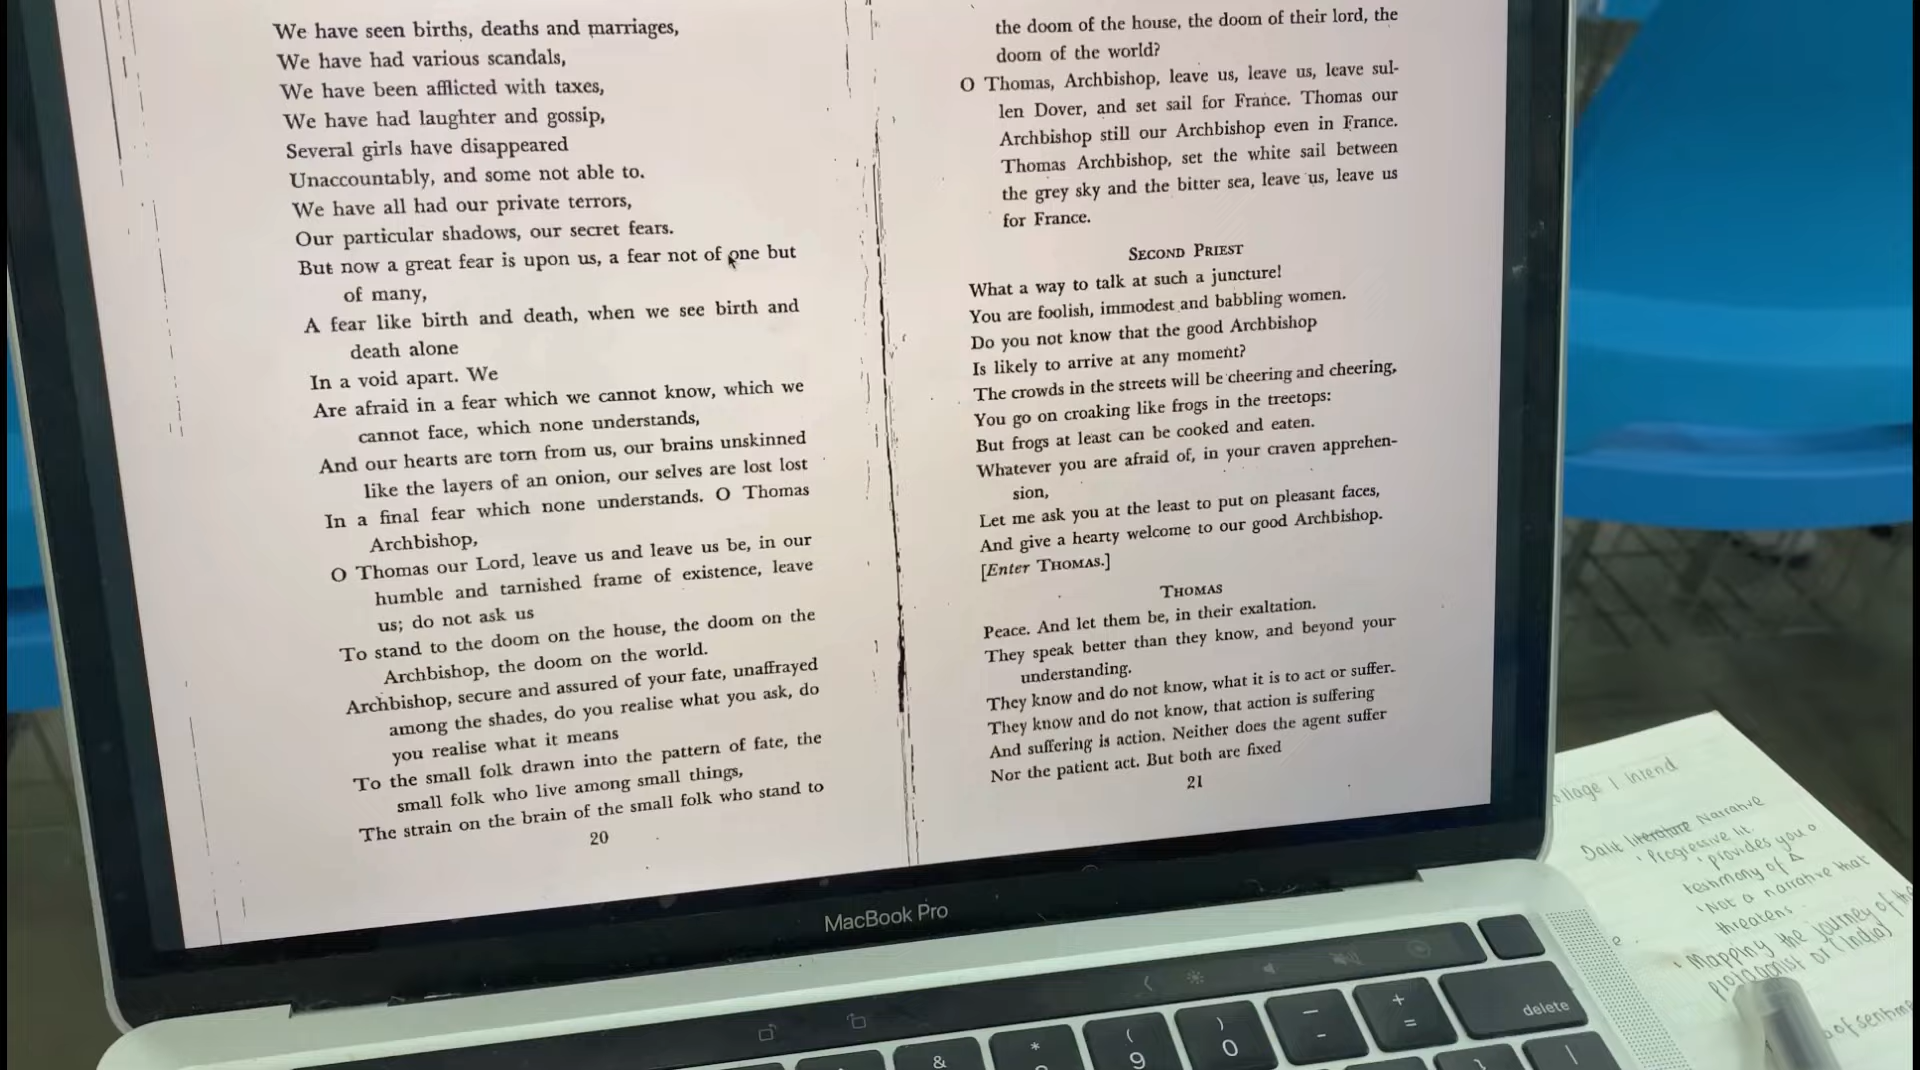 We have seen births, deaths and marriages,
We have had various scandals,
We have been afflicted with taxes,
We have had laughter and gossip,
Several girls have disappeared
Unaccountably, and some not able to.
We have all had our private terrors,
Our particular shadows, our secret fears.
But now a great fear is upon us, a fear not of one but
of many,
A fear like birth and death, when we see birth and
death alone
In a void apart. We
Are afraid in a fear which we cannot know, which we
cannot face, which none understands,
And our hearts are torn from us, our brains unskinned
like the layers of an onion, our selves are lost lost
In a final fear which none understands. O Thomas
Archbishop,
O Thomas our Lord, leave us and leave us be, in our
humble and tarnished frame of existence, leave
us; do not ask us
To stand to the doom on the house, the doom on the
Archbishop, the doom on the world.
Archbishop, secure and assured of your fate, unaffrayed
among the shades, do you realise what you ask, do
you realise what it means
To the small folk drawn into the pattern of fate, the
small folk who live among small things,
The strain on the brain of the small folk who stand to
20
the doom of the house, the doom of their lord, the
doom of the world?
O Thomas, Archbishop, leave us, leave us, leave sul-
len Dover, and set sail for France. Thomas our
Archbishop still our Archbishop even in France.
Thomas Archbishop, set the white sail between
the grey sky and the bitter sea, leave us, leave us
for France.
SECOND PRIEST
What a way to talk at such a juncture!
You are foolish, immodest and babbling women.
Do you not know that the good Archbishop
Is likely to arrive at any moment?
The crowds in the streets will be cheering and cheering,
You go on croaking like frogs in the treetops:
But frogs at least can be cooked and eaten.
Whatever you are afraid of, in your craven apprehen-
sion,
Let me ask you at the least to put on pleasant faces,
And give a hearty welcome to our good Archbishop.
[Enter THOMAS.]
THOMAS
Peace. And let them be, in their exaltation.
They speak better than they know, and beyond your
understanding.
They know and do not know, what it is to act or suffer.
They know and do not know, that action is suffering
And suffering is action. Neither does the agent suffer
Nor the patient act. But both are fixed
21
MacBook Pro
delete
& * ( 9 ) 0 - + =
I intend
Dalit literature Narrative
'Progressive lit.
'provides you
testimony of
'Not a narrative that
threatens
'Mapping the journey of the
protagonist or (India)
of